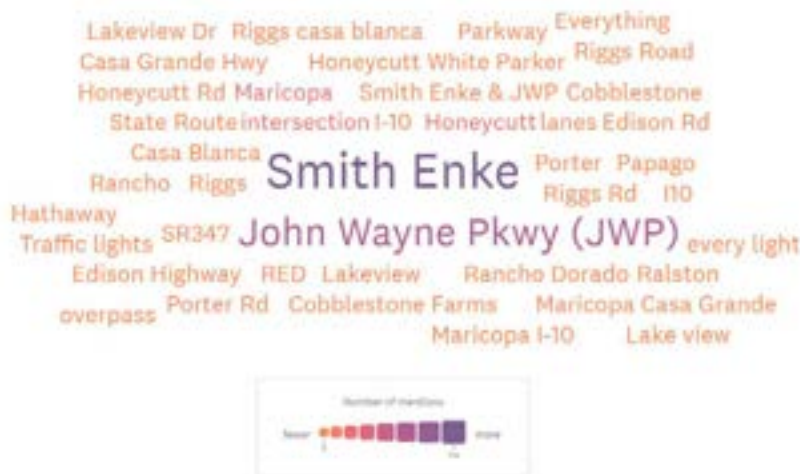 Lakeview Dr Riggs casa blanca Parkway Everything
Casa Grande Hwy Honeycutt White Parker Riggs Road
Honeycutt Rd Maricopa Smith Enke & JWP Cobblestone
State Route intersection I-10 Honeycutt lanes Edison Rd
Casa Blanca Smith Enke Porter Papago
Rancho Riggs Riggs Rd I10
Hathaway
Traffic lights SR347 John Wayne Pkwy (JWP) every light
Edison Highway RED Lakeview Rancho Dorado Ralston
overpass Porter Rd Cobblestone Farms Maricopa Casa Grande
Maricopa I-10 Lake view
Number of mentions
fewer more